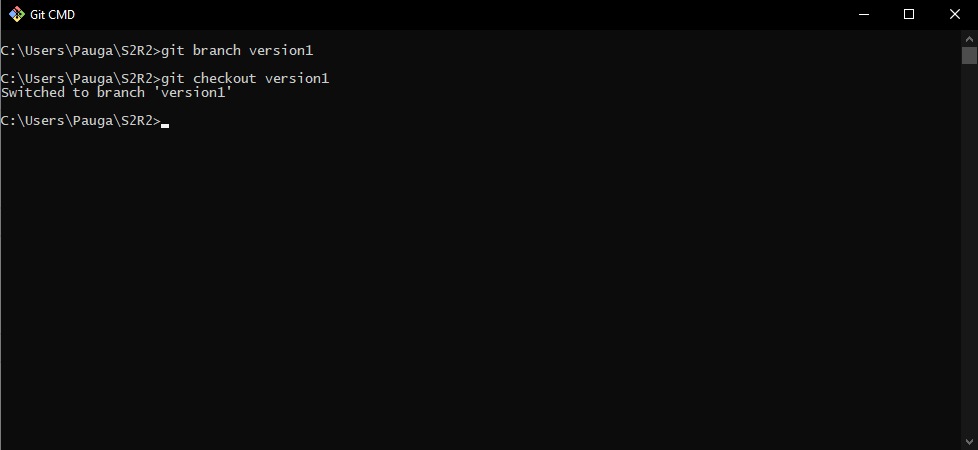 Git CMD
C:\Users\Pauga\S2R2>git branch version1
C:\Users\Pauga\S2R2>git checkout version1
Switched to branch 'version1'
C:\Users\Pauga\S2R2>